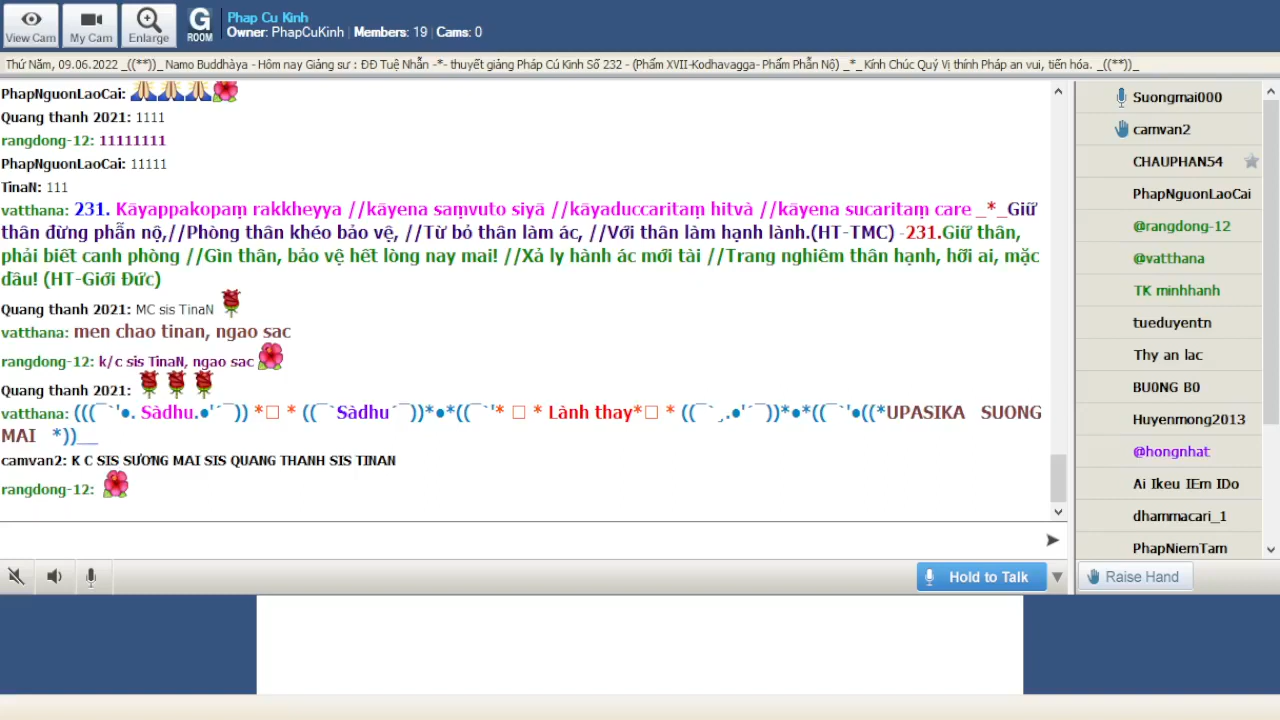 View Cam
My Cam
Enlarge
G ROOM
Phap Cu Kinh
Owner: PhapCuKinh | Members: 19 | Cams: 0
Thứ Năm, 09.06.2022 _((**))_ Namo Buddhàya - Hôm nay Giảng sư : ĐĐ Tuệ Nhẫn -*- thuyết giảng Pháp Cú Kinh Số 232 - (Phẩm XVII-Kodhavagga- Phẩm Phẫn Nộ) _*_ Kính Chúc Quý Vị thính Pháp an vui, tiến hóa. _((**))_
PhapNguonLaoCai:
Quang thanh 2021: 1111
rangdong-12: 11111111
PhapNguonLaoCai: 11111
TinaN: 111
vatthana: 231. Kāyappakopaṃ rakkheyya //kāyena saṃvuto siyā //kāyaduccaritaṃ hitvà //kāyena sucaritaṃ care _*_Giữ
thân đừng phẫn nộ,//Phòng thân khéo bảo vệ, //Từ bỏ thân làm ác, //Với thân làm hạnh lành.(HT-TMC) -231.Giữ thân,
phải biết canh phòng //Gìn thân, bảo vệ hết lòng nay mai! //Xả ly hành ác mới tài //Trang nghiêm thân hạnh, hỡi ai, mặc
dầu! (HT-Giới Đức)
Quang thanh 2021: MC sis TinaN
vatthana: men chao tinan, ngao sac
rangdong-12: k/c sis TinaN, ngao sac
Quang thanh 2021:
vatthana: (((¯`'●. Sàdhu.●'´¯)) *□ * ((¯`Sàdhu´¯))*●*((¯`'* □ * Lành thay*□ * ((¯`¸.●'´¯))*●*((¯`'●((*UPASIKA SUONG
MAI *))__
camvan2: K C SIS SƯƠNG MAI SIS QUANG THANH SIS TINAN
rangdong-12:
Suongmai000
camvan2
CHAUPHAN54
PhapNguonLaoCai
@rangdong-12
@vatthana
TK minhhanh
tueduyentn
Thy an lac
BU0NG B0
Huyenmong2013
@hongnhat
Ai Ikeu IEm IDo
dhammacari_1
PhapNiemTam
Hold to Talk
Raise Hand